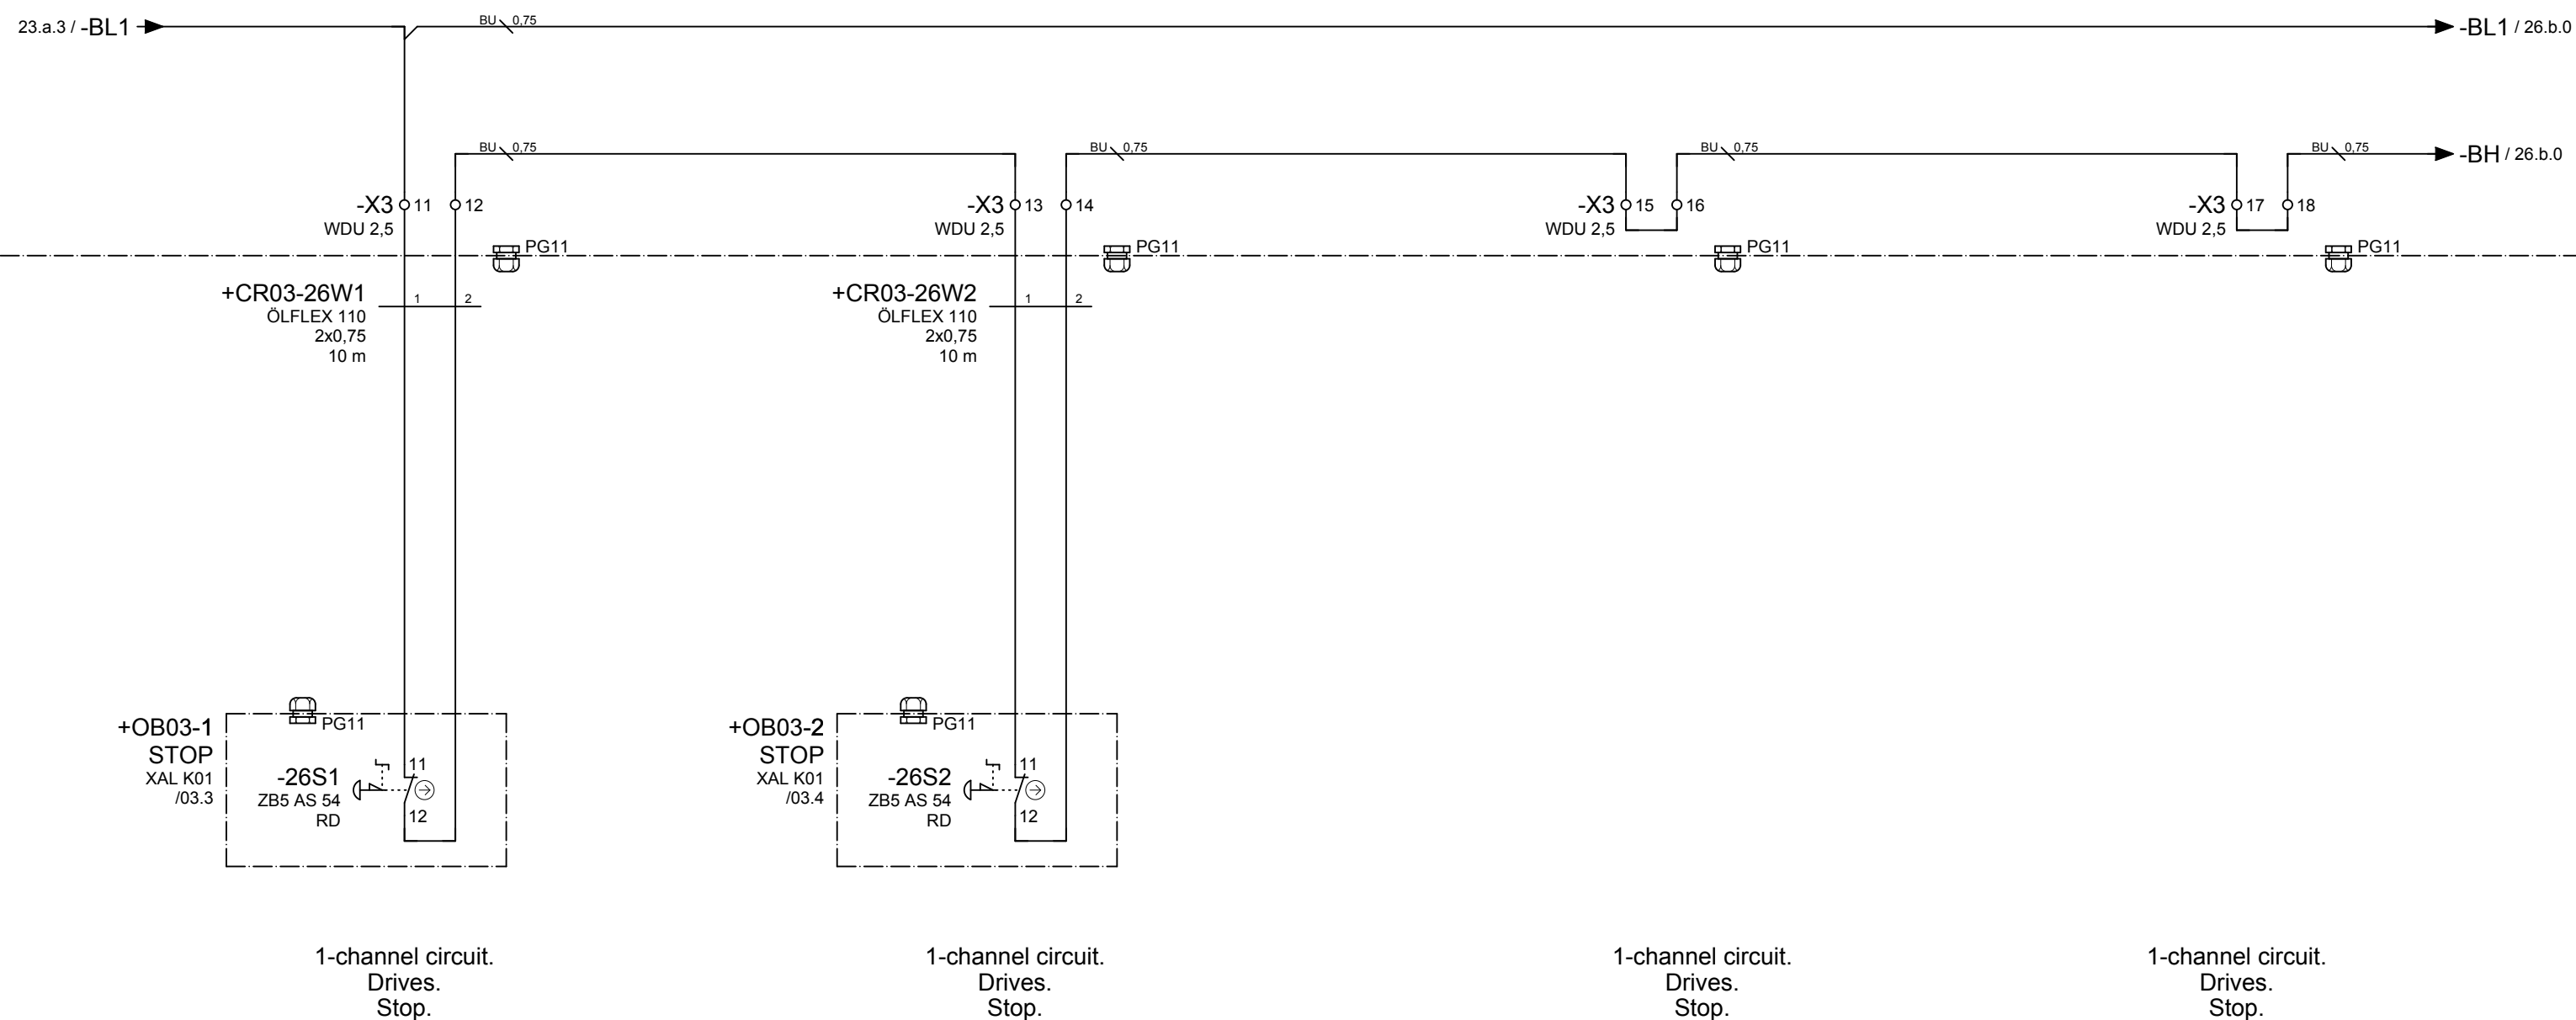 23.a.3 / -BL1
BU 0,75
-BL1 / 26.b.0
BU 0,75
BU 0,75
BU 0,75
BU 0,75
-BH / 26.b.0
-X3 11 12
WDU 2,5
-X3 13 14
WDU 2,5
-X3 15 16
WDU 2,5
-X3 17 18
WDU 2,5
PG11
PG11
PG11
PG11
+CR03-26W1 1 2
ÖLFLEX 110
2x0,75
10 m
+CR03-26W2 1 2
ÖLFLEX 110
2x0,75
10 m
+OB03-1
STOP
XAL K01
/03.3
PG11
-26S1
ZB5 AS 54
RD
11
12
+OB03-2
STOP
XAL K01
/03.4
PG11
-26S2
ZB5 AS 54
RD
11
12
1-channel circuit.
Drives.
Stop.
1-channel circuit.
Drives.
Stop.
1-channel circuit.
Drives.
Stop.
1-channel circuit.
Drives.
Stop.